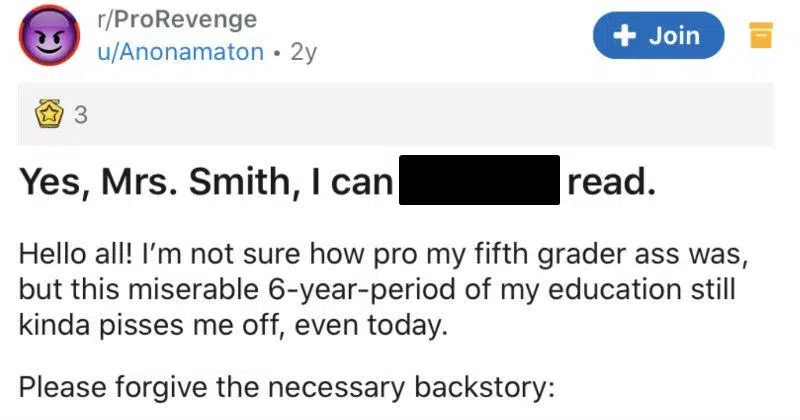 r/ProRevenge
u/Anonamaton • 2y
+ Join
3
Yes, Mrs. Smith, I can read.
Hello all! I’m not sure how pro my fifth grader ass was,
but this miserable 6-year-period of my education still
kinda pisses me off, even today.
Please forgive the necessary backstory: